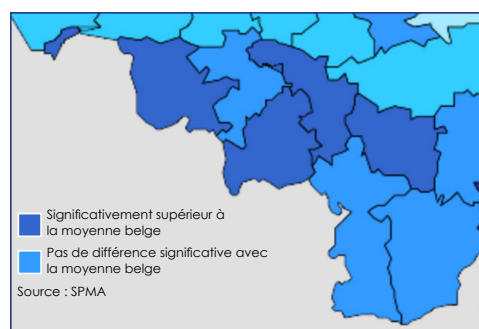 Significativement supérieur à
la moyenne belge
Pas de différence significative avec
la moyenne belge
Source : SPMA